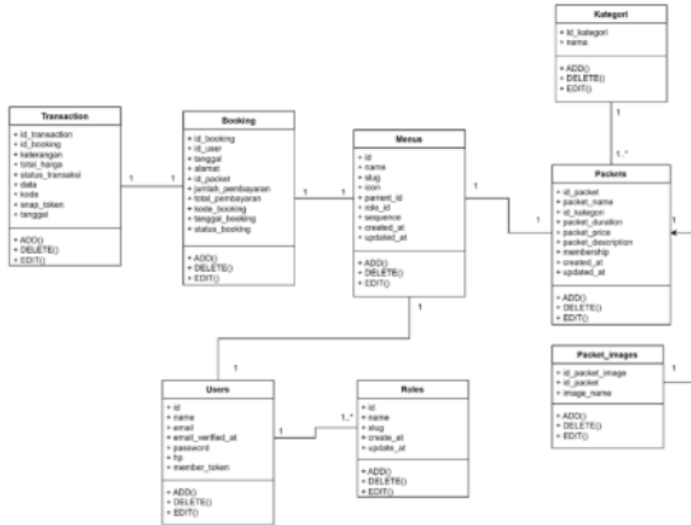 Kategori
+ id_kategori
+ name
+ ADD()
+ DELETE()
+ EDIT()
1
1..*
Transaction
+ id_transaction
+ id_booking
+ keterangan
+ total_harga
+ status_transaksi
+ data
+ kode
+ snap_token
+ tanggal
+ ADD()
+ DELETE()
+ EDIT()
1
1
Booking
+ id_booking
+ id_user
+ tanggal
+ alamat
+ id_packet
+ jumlah_pembayaran
+ total_pembayaran
+ kode_booking
+ tanggal_booking
+ status_booking
+ ADD()
+ DELETE()
+ EDIT()
1
1
Menus
+ id
+ name
+ slug
+ icon
+ parrent_id
+ role_id
+ sequence
+ created_at
+ updated_at
+ ADD()
+ DELETE()
+ EDIT()
1
1
Packets
+ id_packet
+ packet_name
+ id_kategori
+ packet_duration
+ packet_price
+ packet_description
+ membership
+ created_at
+ updated_at
+ ADD()
+ DELETE()
+ EDIT()
1
1
1
Packet_images
+ id_packet_image
+ id_packet
+ image_name
+ ADD()
+ DELETE()
+ EDIT()
1
Users
+ id
+ name
+ email
+ email_verified_at
+ password
+ hp
+ member_token
+ ADD()
+ DELETE()
+ EDIT()
1
1..*
Roles
+ id
+ name
+ slug
+ create_at
+ update_at
+ ADD()
+ DELETE()
+ EDIT()